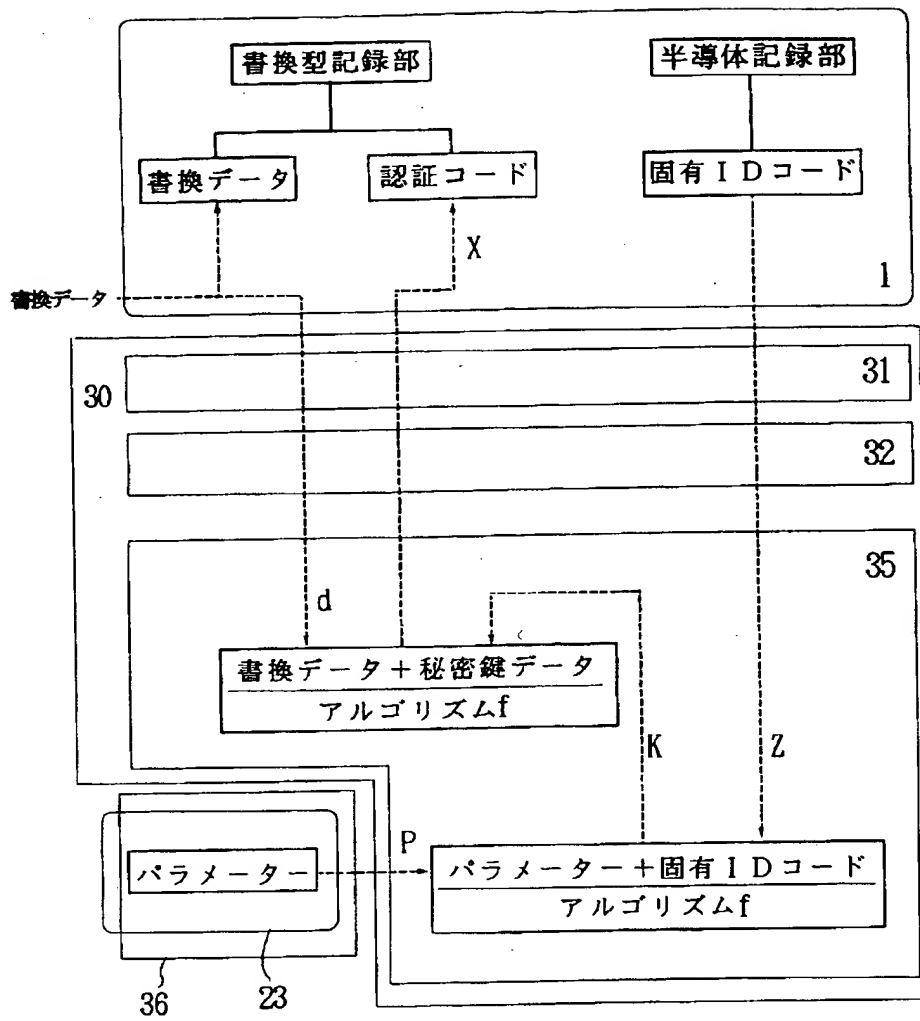 書換型記録部
半導体記録部
書換データ
認証コード
固有IDコード
X
1
書換データ
31
30
32
35
d
書換データ+秘密鍵データ
アルゴリズムf
K
Z
P
パラメーター
パラメーター+固有IDコード
アルゴリズムf
36
23